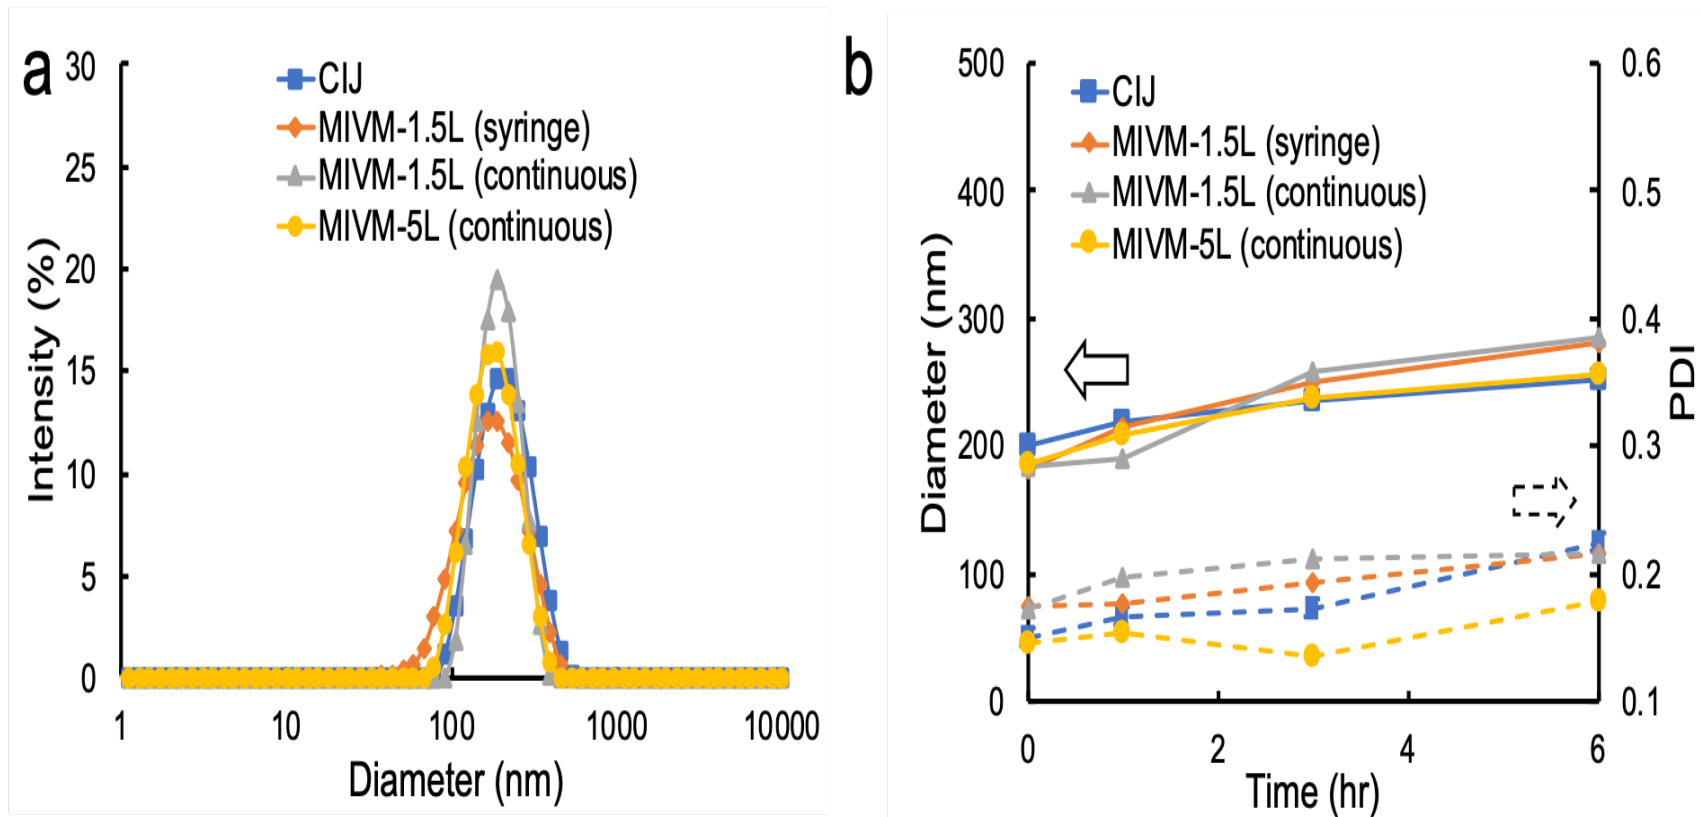 a
30
25
20
15
10
5
0
Intensity (%)
CIJ
MIVM-1.5L (syringe)
MIVM-1.5L (continuous)
MIVM-5L (continuous)
1 10 100 1000 10000
Diameter (nm)
b
500
400
300
200
100
0
Diameter (nm)
CIJ
MIVM-1.5L (syringe)
MIVM-1.5L (continuous)
MIVM-5L (continuous)
0.6
0.5
0.4
0.3
0.2
0.1
PDI
0 2 4 6
Time (hr)